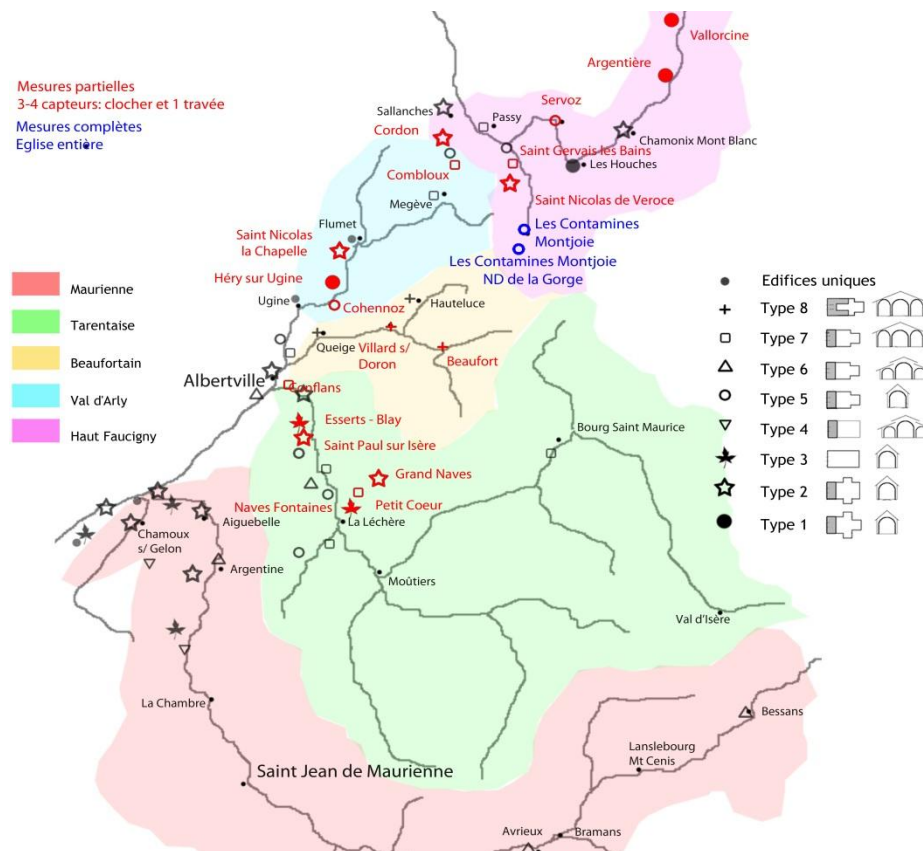 Mesures partielles
3-4 capteurs: clocher et 1 travée
Mesures complètes
Eglise entière
Vallorcine
Argentière
Servoz
Sallanches
Passy
Cordon
Chamonix Mont Blanc
Saint Gervais les Bains
Les Houches
Combloux
Megève
Saint Nicolas de Veroce
Flumet
Saint Nicolas
la Chapelle
Les Contamines
Montjoie
Les Contamines Montjoie
ND de la Gorge
Héry sur Ugine
Ugine
Cohennoz
Hauteluce
Queige
Villard s/
Doron
Beaufort
Albertville
Conflans
Esserts - Blay
Saint Paul sur Isère
Bourg Saint Maurice
Grand Naves
Naves Fontaines
Petit Coeur
La Léchère
Aiguebelle
Chamoux
s/ Gelon
Argentine
Moûtiers
Val d'Isère
La Chambre
Bessans
Lanslebourg
Mt Cenis
Saint Jean de Maurienne
Avrieux
Bramans
Maurienne
Tarentaise
Beaufortain
Val d'Arly
Haut Faucigny
Edifices uniques
Type 8
Type 7
Type 6
Type 5
Type 4
Type 3
Type 2
Type 1